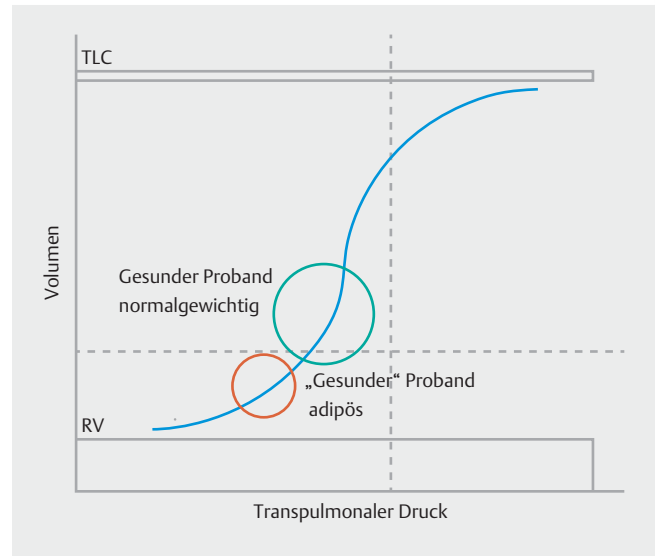 TLC
Volumen
Gesunder Proband
normalgewichtig
„Gesunder“ Proband
adipös
RV
Transpulmonaler Druck